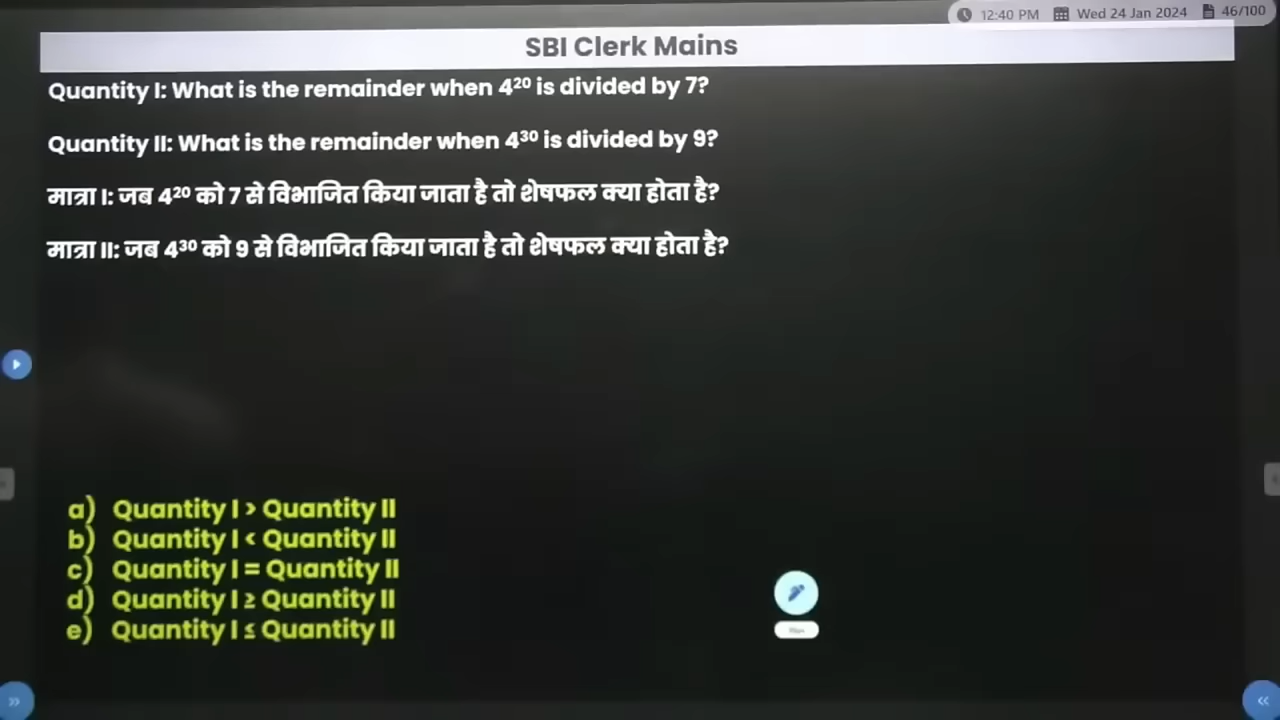 12:40 PM Wed 24 Jan 2024 46/100
SBI Clerk Mains
Quantity I: What is the remainder when 4²⁰ is divided by 7?
Quantity II: What is the remainder when 4³⁰ is divided by 9?
मात्रा I: जब 4²⁰ को 7 से विभाजित किया जाता है तो शेषफल क्या होता है?
मात्रा II: जब 4³⁰ को 9 से विभाजित किया जाता है तो शेषफल क्या होता है?
a) Quantity I > Quantity II
b) Quantity I < Quantity II
c) Quantity I = Quantity II
d) Quantity I ≥ Quantity II
e) Quantity I ≤ Quantity II